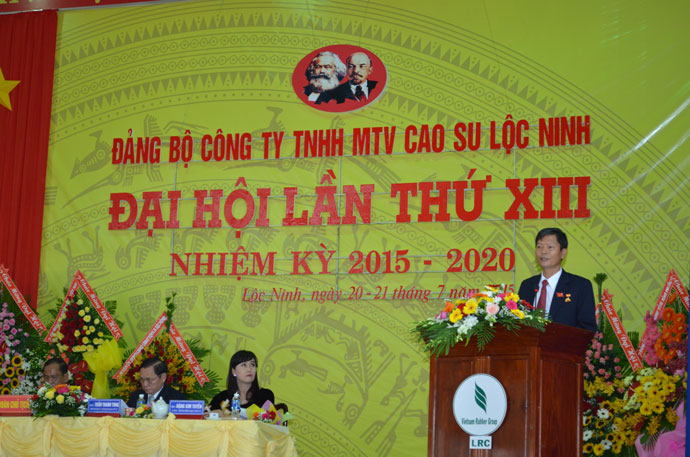 ĐẢNG BỘ CÔNG TY TNHH MTV CAO SU LỘC NINH
ĐẠI HỘI LẦN THỨ XIII
NHIỆM KỲ 2015 - 2020
Lộc Ninh, ngày 20 - 21 tháng 7 năm 2015
Vietnam Rubber Group
LRC